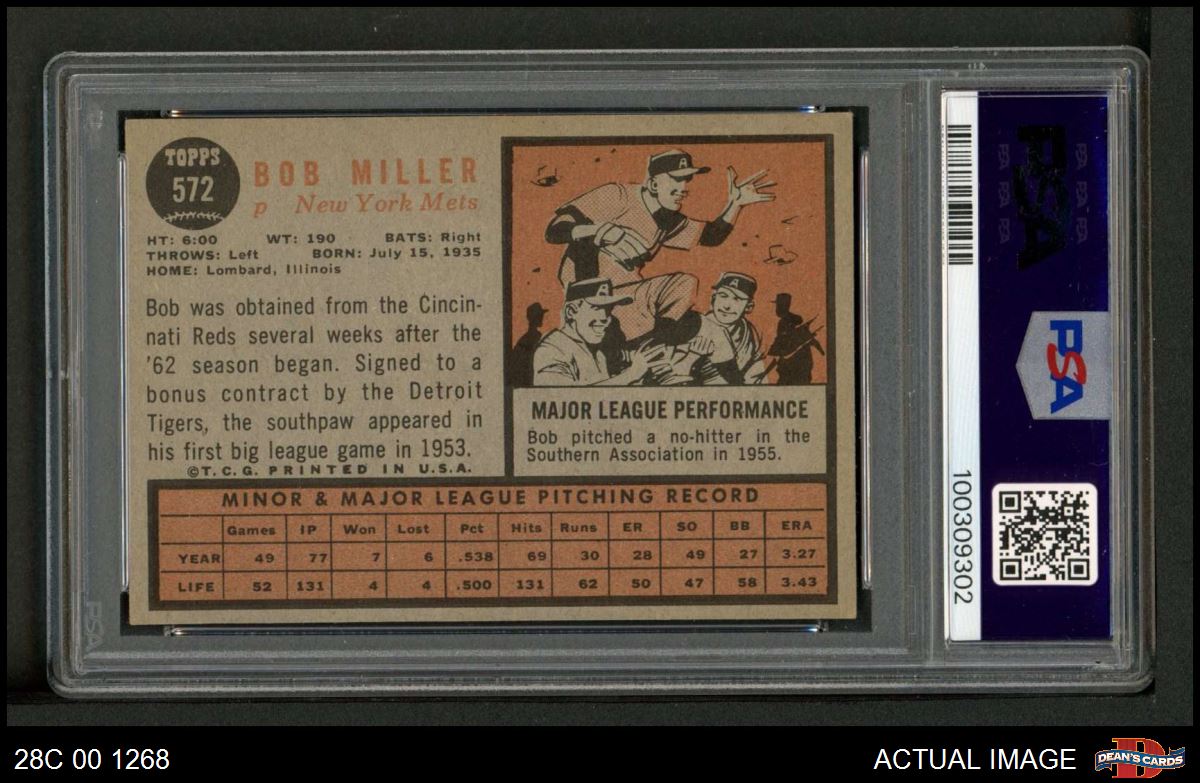 TOPPS
572
BOB MILLER
p New York Mets
HT: 6:00 WT: 190 BATS: Right
THROWS: Left BORN: July 15, 1935
HOME: Lombard, Illinois
Bob was obtained from the Cincin-
nati Reds several weeks after the
'62 season began. Signed to a
bonus contract by the Detroit
Tigers, the southpaw appeared in
his first big league game in 1953.
©T.C.G. PRINTED IN U.S.A.
A
A
A
MAJOR LEAGUE PERFORMANCE
Bob pitched a no-hitter in the
Southern Association in 1955.
MINOR & MAJOR LEAGUE PITCHING RECORD
Games IP Won Lost Pct Hits Runs ER SO BB ERA
YEAR 49 77 7 6 .538 69 30 28 49 27 3.27
LIFE 52 131 4 4 .500 131 62 50 47 58 3.43
PSA
PSA
PSA
100309302
28C 00 1268
ACTUAL IMAGE
D
DEAN'S CARDS